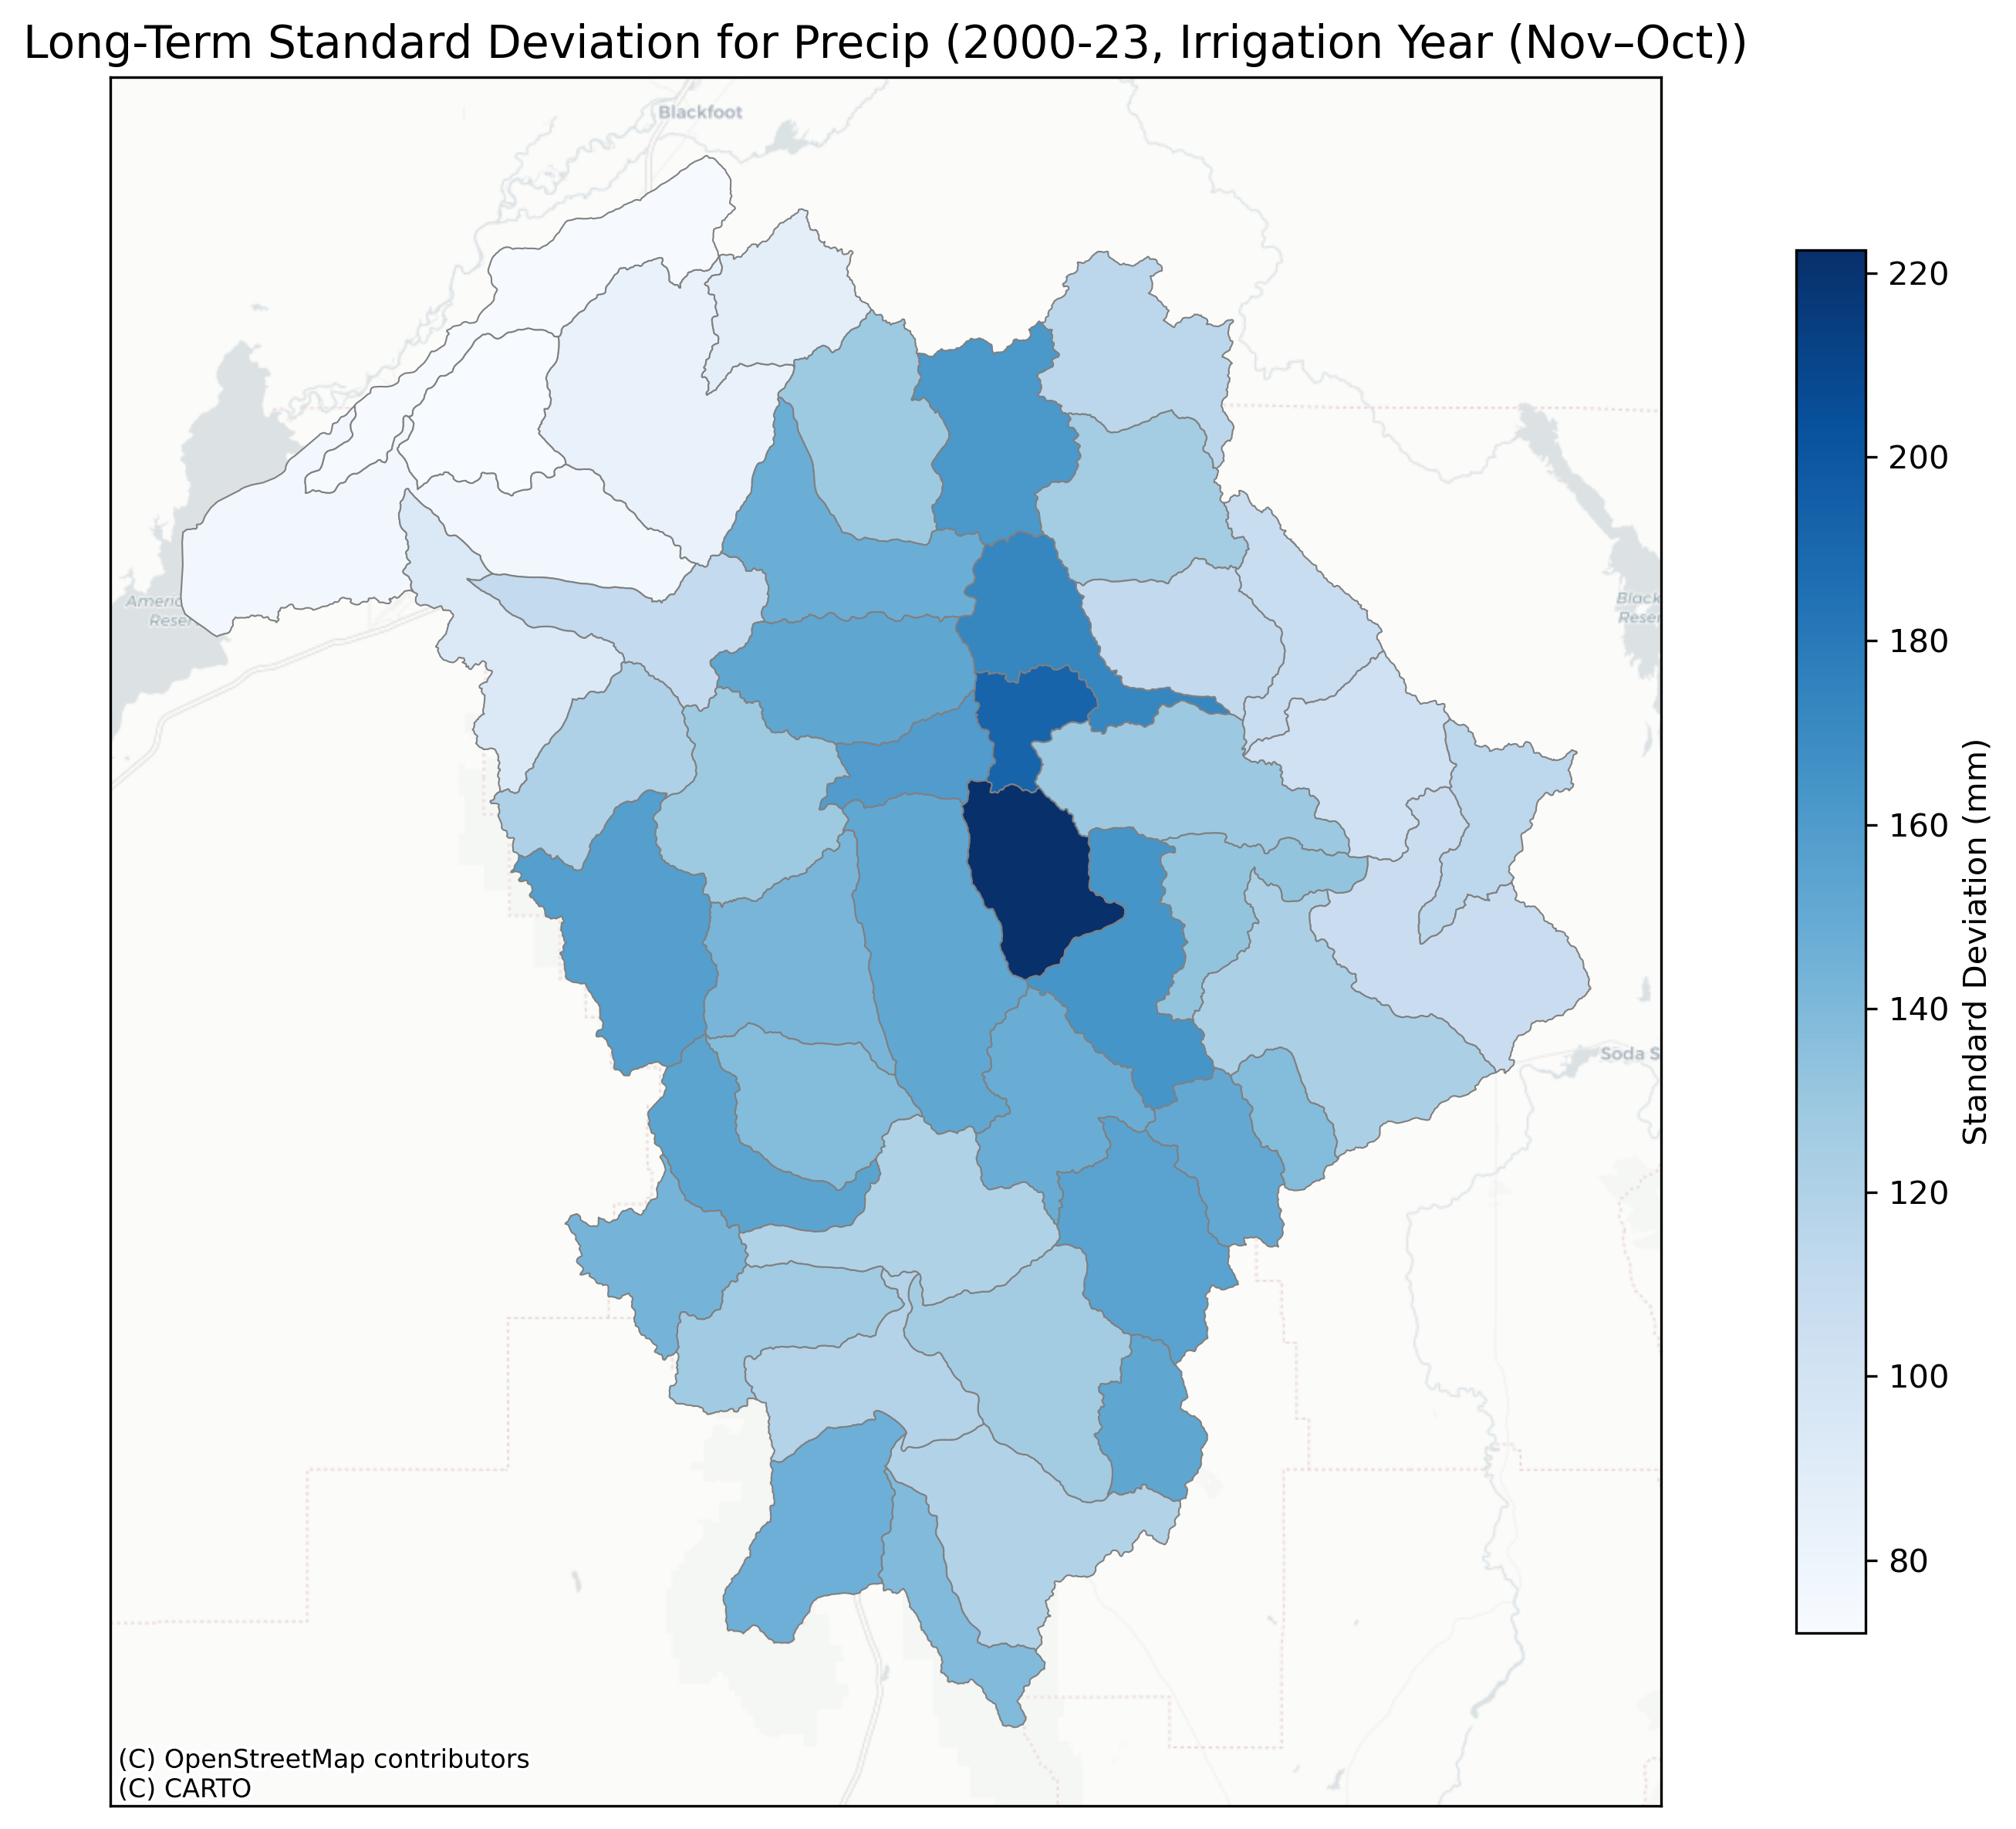 Long-Term Standard Deviation for Precip (2000-23, Irrigation Year (Nov–Oct))
Blackfoot
220
200
Americ
Reser
Black
Reser
180
160
Standard Deviation (mm)
140
Soda S
120
100
80
(C) OpenStreetMap contributors
(C) CARTO